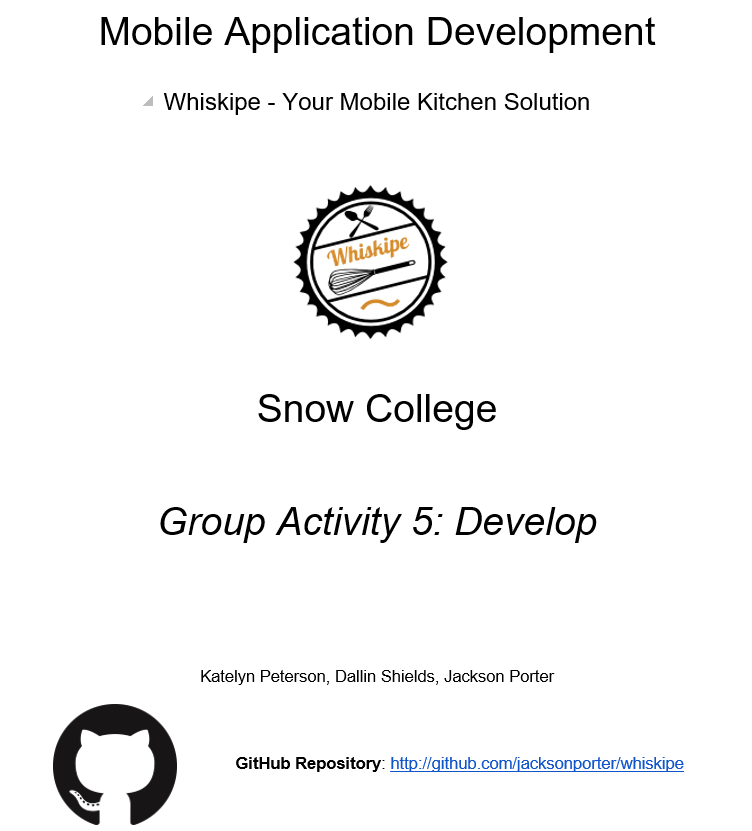 Mobile Application Development
Whiskipe - Your Mobile Kitchen Solution
Whiskipe
Snow College
Group Activity 5: Develop
Katelyn Peterson, Dallin Shields, Jackson Porter
GitHub Repository: http://github.com/jacksonporter/whiskipe